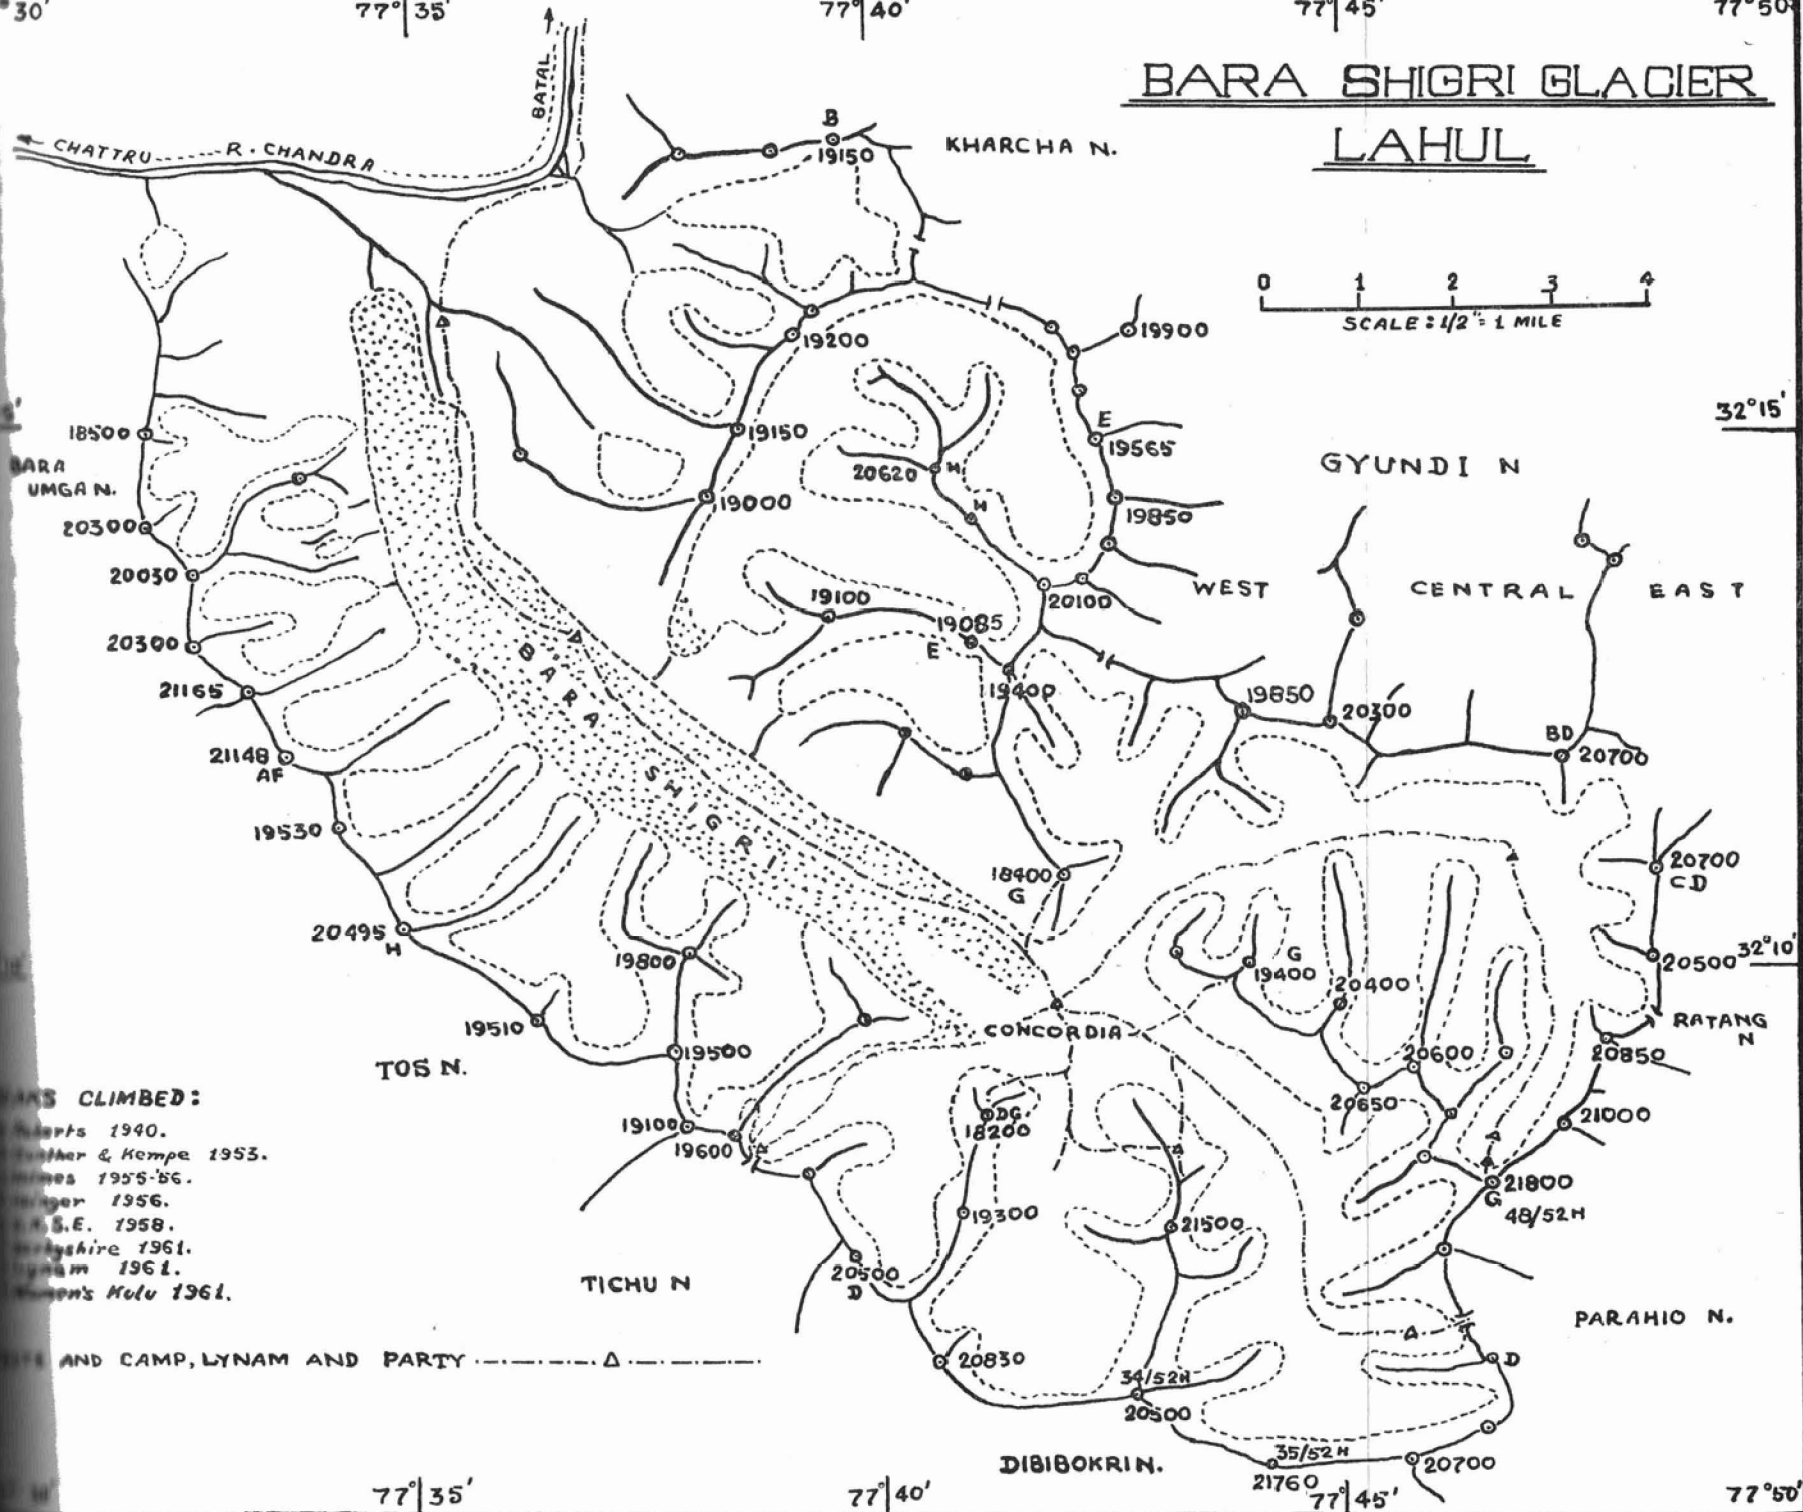 30'
77°35'
77°40'
77°45'
77°50'
BARA SHIGRI GLACIER
LAHUL
BATAL
CHATTRU
R. CHANDRA
B
19150
KHARCHA N.
0 1 2 3 4
SCALE: 1/2" = 1 MILE
19200
19900
32°15'
18500
19150
E
19565
BARA
UMGA N.
20620 H
GYUNDI N
19000
H
19850
20300
20030
19100
20100
WEST
CENTRAL
EAST
20300
19085
E
BARA SHIGRI
21165
19400
19850
20300
21148
AF
BD
20700
19530
18400
G
20700
CD
20495
H
19800
G
19400
20500
32°10'
20400
19510
CONCORDIA
RATANG
N
TOS N.
19500
20600
20850
CLIMBED:
1940.
& Kempe 1953.
1955-'56.
1956.
S.E. 1958.
1961.
1961.
Kulu 1961.
19100
19600
DG
18200
20650
21000
21800
G
48/52H
19300
21500
20500
D
TICHU N
PARAHIO N.
AND CAMP, LYNAM AND PARTY
20830
D
34/52H
20500
DIBIBOKRI N.
35/52H
21760
20700
77°35'
77°40'
77°45'
77°50'